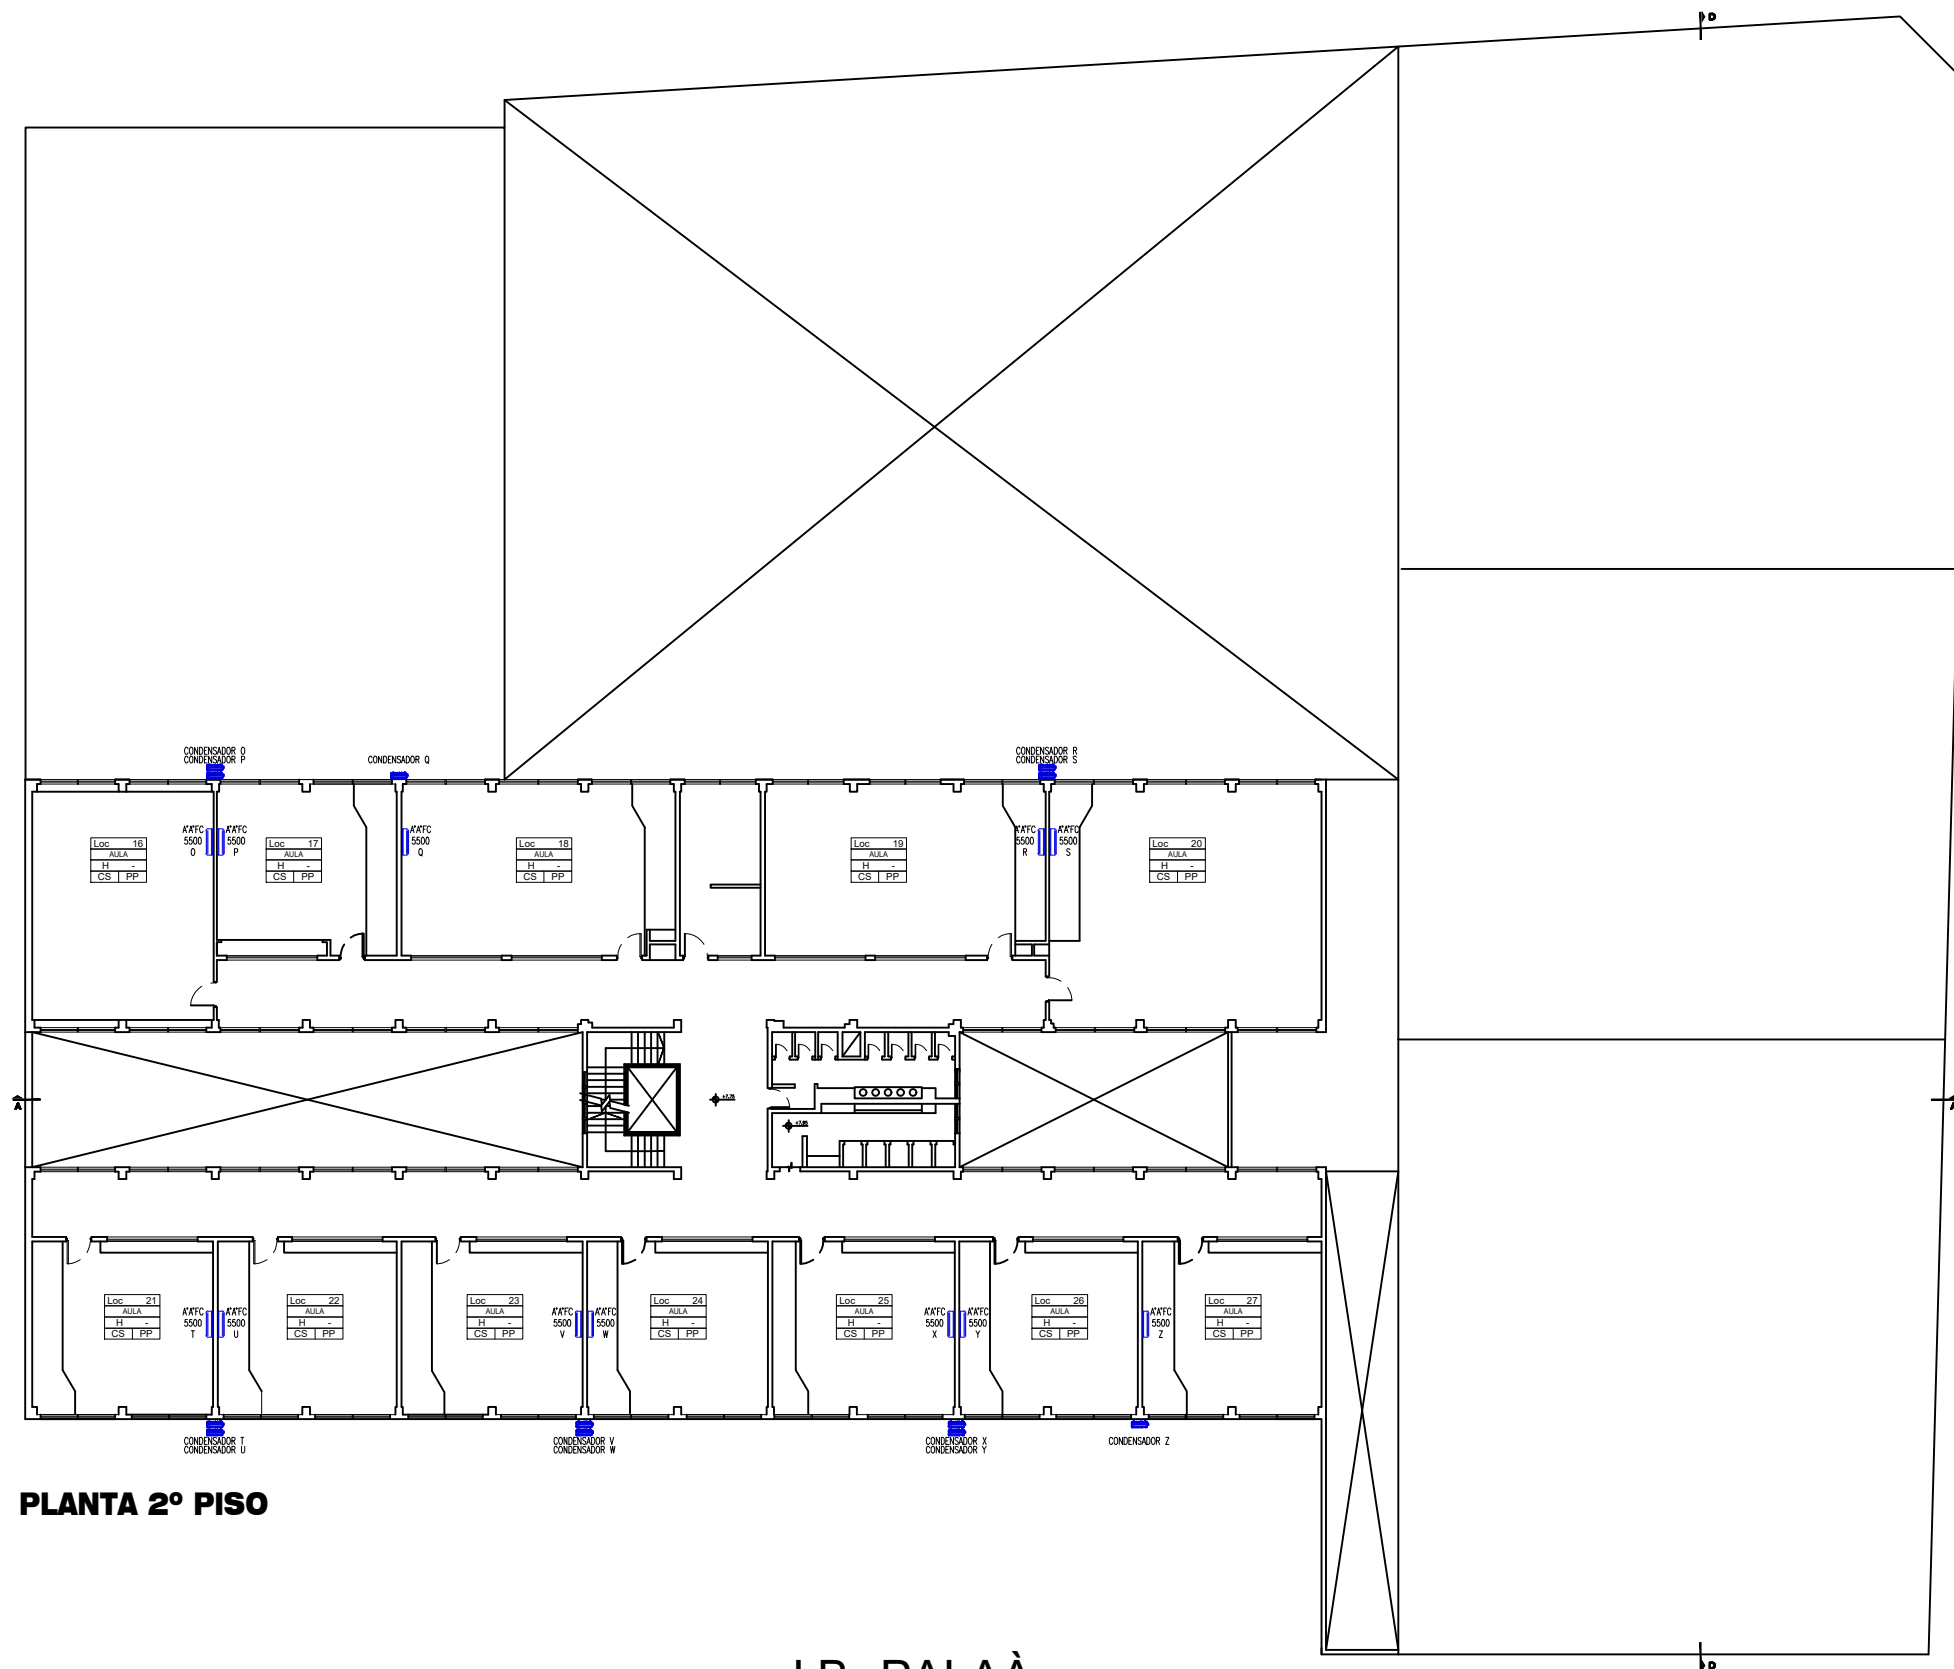 D
CONDENSADOR O
CONDENSADOR P
CONDENSADOR Q
CONDENSADOR R
CONDENSADOR S
Loc 16
AULA
H -
CS PP
A'A'FC
5500
O
A'A'FC
5500
P
Loc 17
AULA
H -
CS PP
A'A'FC
5500
Q
Loc 18
AULA
H -
CS PP
Loc 19
AULA
H -
CS PP
A'A'FC
5500
R
A'A'FC
5500
S
Loc 20
AULA
H -
CS PP
A
Loc 21
AULA
H -
CS PP
A'A'FC
5500
T
A'A'FC
5500
U
Loc 22
AULA
H -
CS PP
Loc 23
AULA
H -
CS PP
A'A'FC
5500
V
A'A'FC
5500
W
Loc 24
AULA
H -
CS PP
Loc 25
AULA
H -
CS PP
A'A'FC
5500
X
A'A'FC
5500
Y
Loc 26
AULA
H -
CS PP
A'A'FC
5500
Z
Loc 27
AULA
H -
CS PP
CONDENSADOR T
CONDENSADOR U
CONDENSADOR V
CONDENSADOR W
CONDENSADOR X
CONDENSADOR Y
CONDENSADOR Z
PLANTA 2º PISO